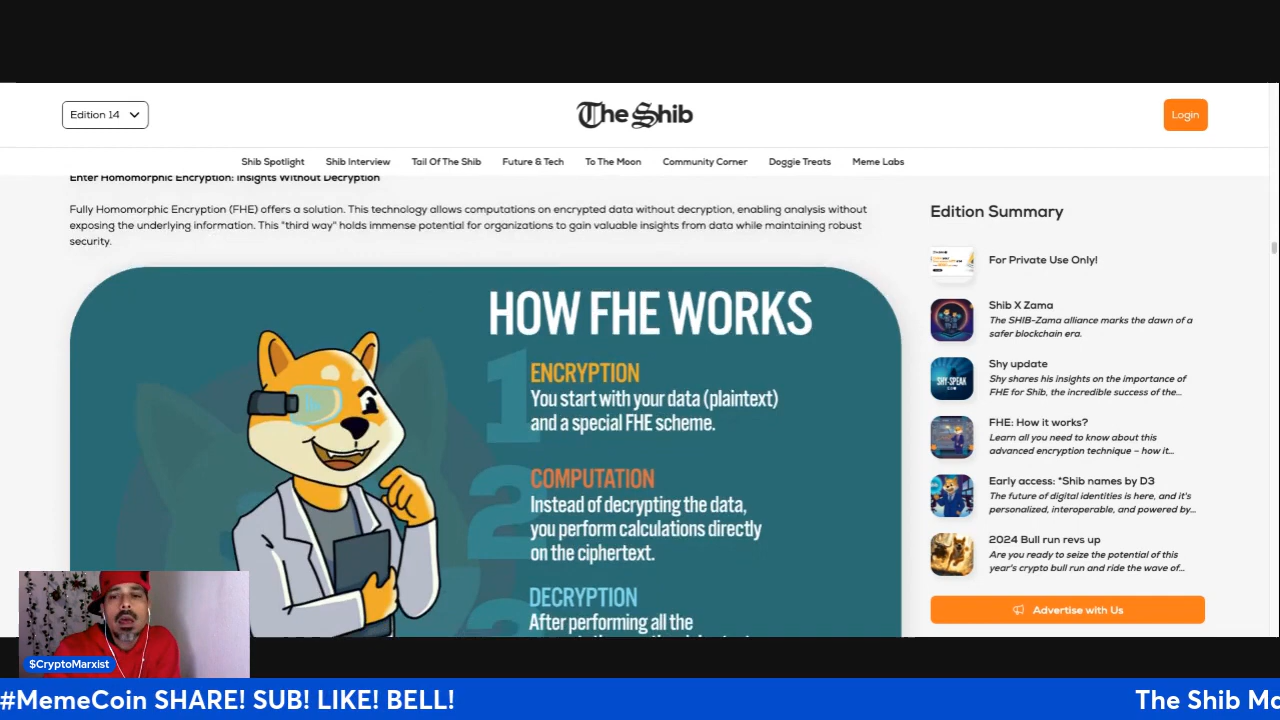 Edition 14
The Shib
Login
Shib Spotlight Shib Interview Tail Of The Shib Future & Tech To The Moon Community Corner Doggie Treats Meme Labs
Enter Homomorphic Encryption: Insights Without Decryption
Fully Homomorphic Encryption (FHE) offers a solution. This technology allows computations on encrypted data without decryption, enabling analysis without
exposing the underlying information. This "third way" holds immense potential for organizations to gain valuable insights from data while maintaining robust
security.
HOW FHE WORKS
1
ENCRYPTION
You start with your data (plaintext)
and a special FHE scheme.
2
COMPUTATION
Instead of decrypting the data,
you perform calculations directly
on the ciphertext.
3
DECRYPTION
After performing all the
Edition Summary
For Private Use Only!
Shib X Zama
The SHIB-Zama alliance marks the dawn of a
safer blockchain era.
SHY-SPEAK
Shy update
Shy shares his insights on the importance of
FHE for Shib, the incredible success of the...
FHE: How it works?
Learn all you need to know about this
advanced encryption technique – how it...
Early access: *Shib names by D3
The future of digital identities is here, and it's
personalized, interoperable, and powered by...
2024 Bull run revs up
Are you ready to seize the potential of this
year's crypto bull run and ride the wave of...
Advertise with Us
$CryptoMarxist
#MemeCoin SHARE! SUB! LIKE! BELL!
The Shib Ma